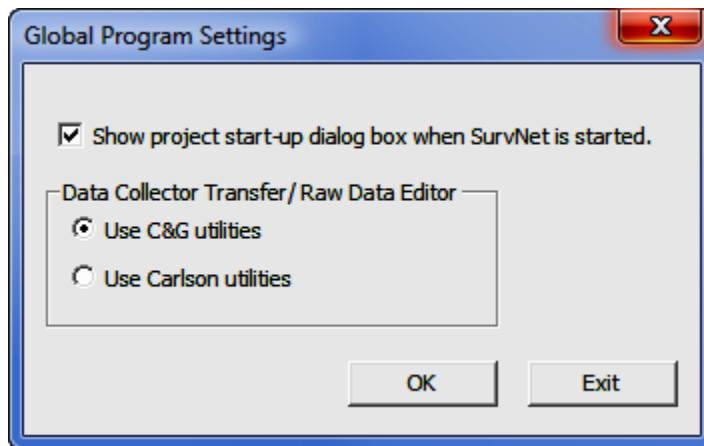 Global Program Settings
Show project start-up dialog box when SurvNet is started.
Data Collector Transfer/ Raw Data Editor
Use C&G utilities
Use Carlson utilities
OK
Exit